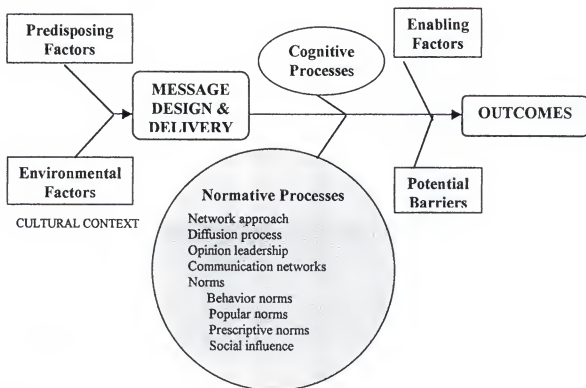 Predisposing
Factors
Environmental
Factors
CULTURAL CONTEXT
MESSAGE
DESIGN &
DELIVERY
Cognitive
Processes
Normative Processes
Network approach
Diffusion process
Opinion leadership
Communication networks
Norms
Behavior norms
Popular norms
Prescriptive norms
Social influence
Enabling
Factors
Potential
Barriers
OUTCOMES